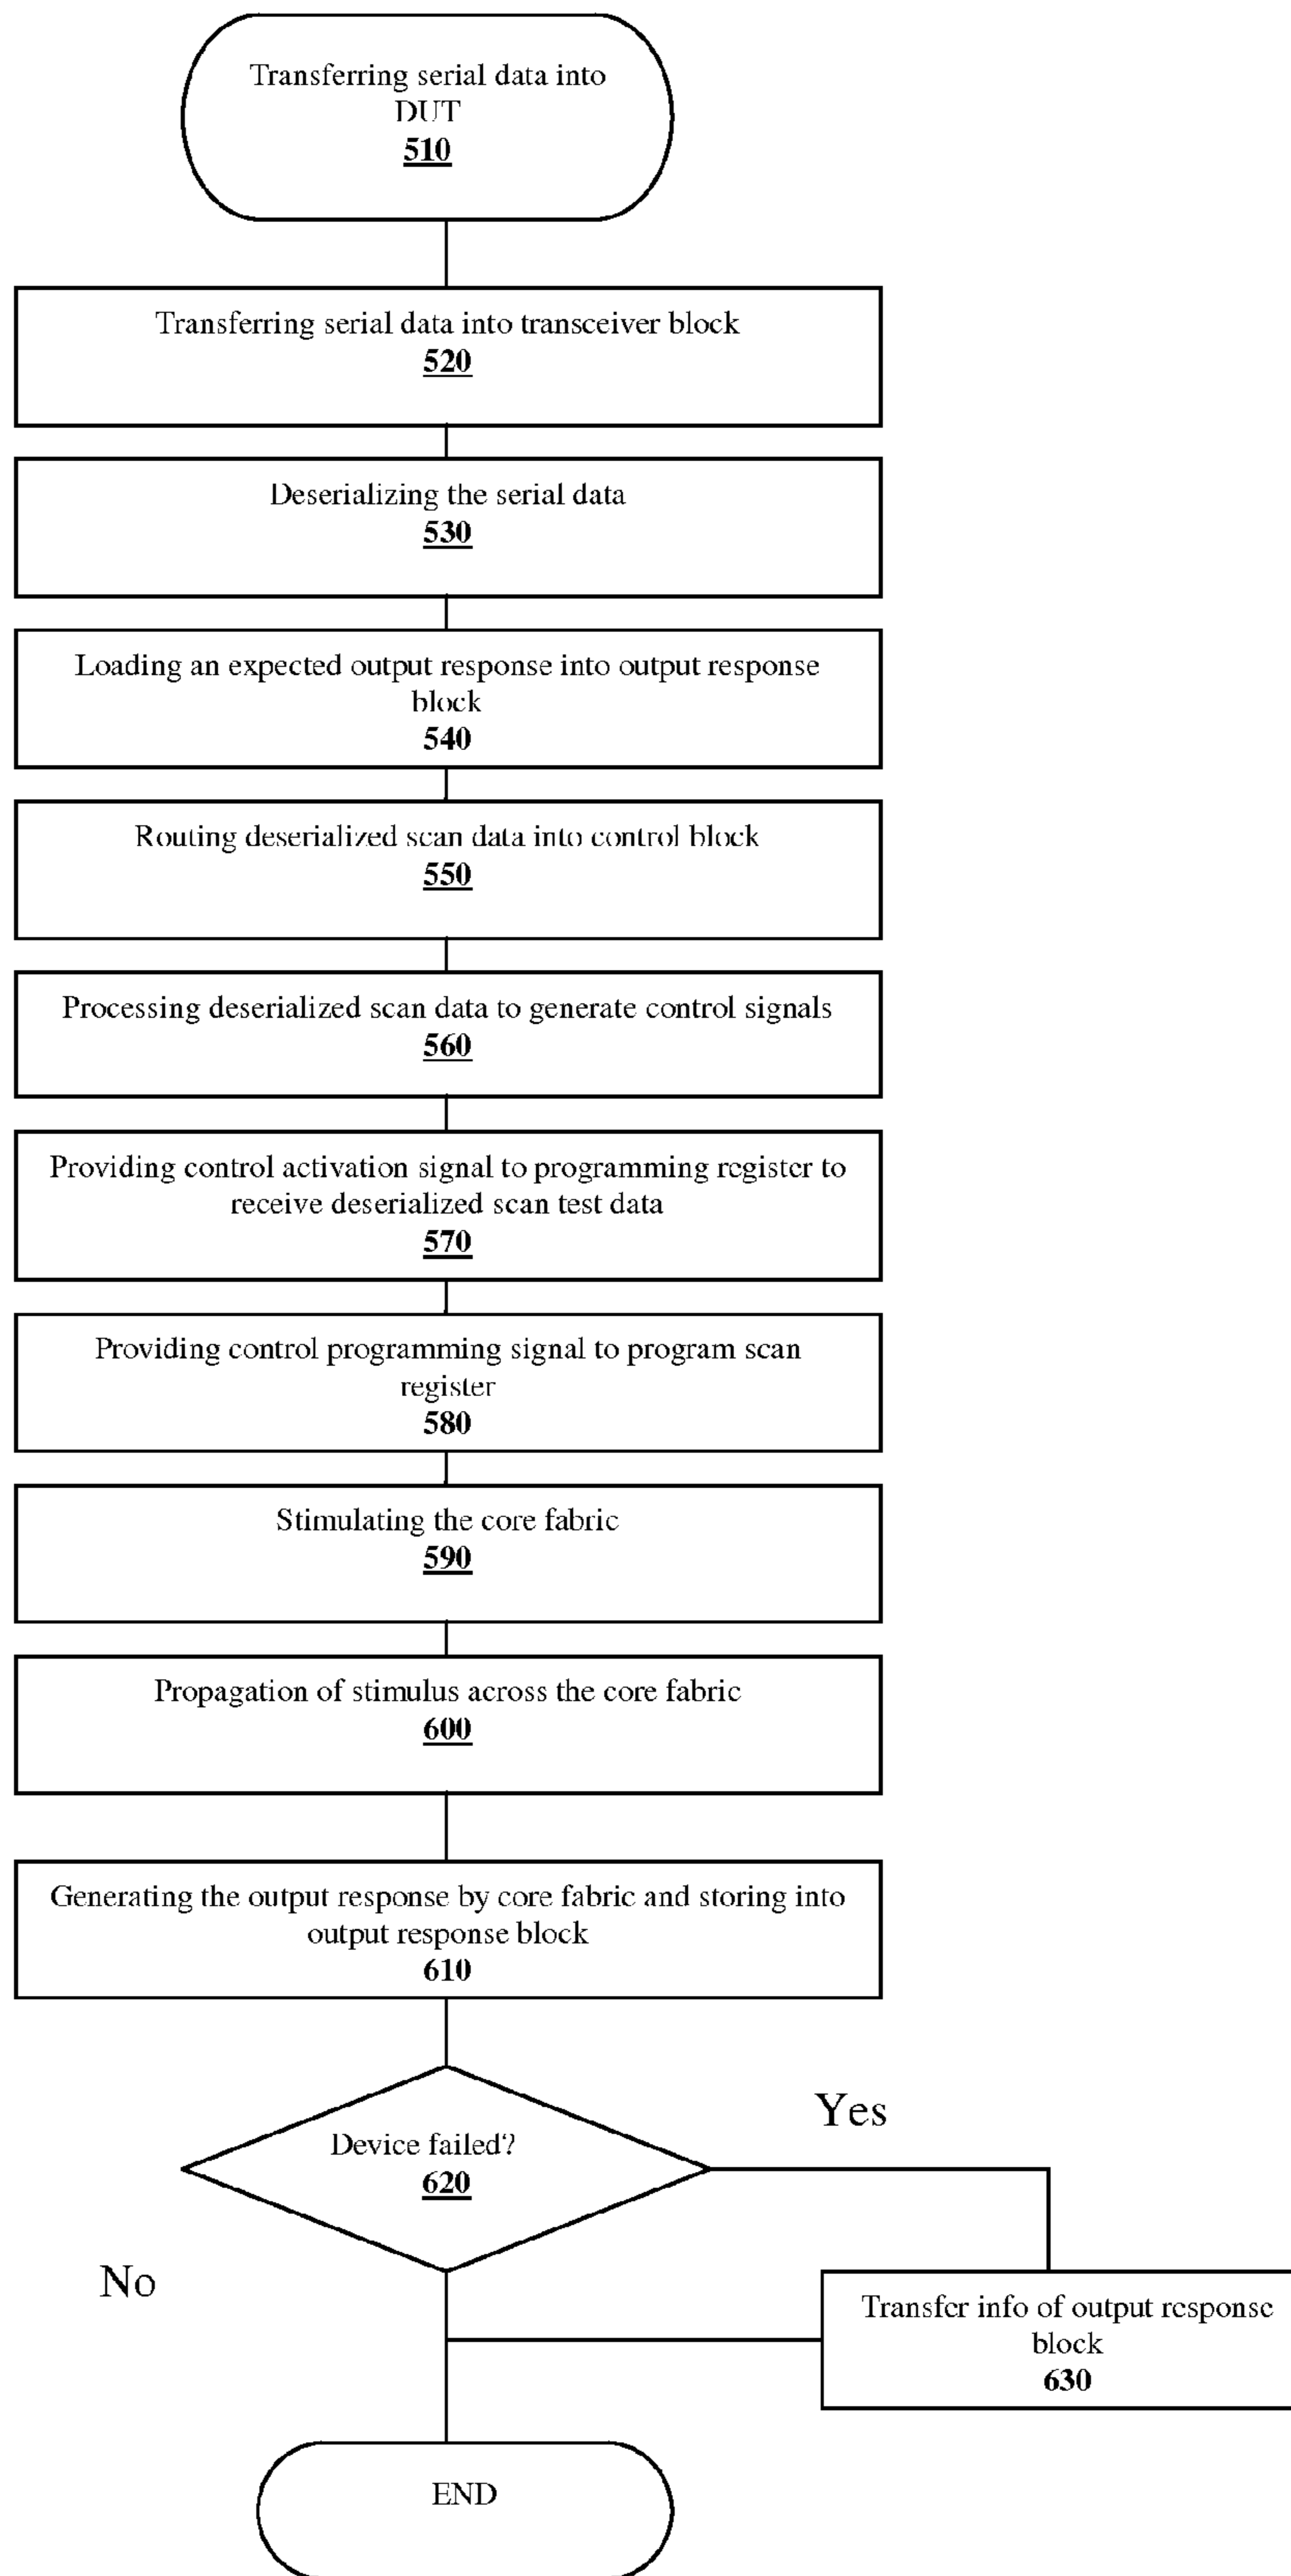 Transferring serial data into
DUT
510
Transferring serial data into transceiver block
520
Deserializing the serial data
530
Loading an expected output response into output response
block
540
Routing deserialized scan data into control block
550
Processing deserialized scan data to generate control signals
560
Providing control activation signal to programming register to
receive deserialized scan test data
570
Providing control programming signal to program scan
register
580
Stimulating the core fabric
590
Propagation of stimulus across the core fabric
600
Generating the output response by core fabric and storing into
output response block
610
Yes
Device failed?
620
No
Transfer info of output response
block
630
END